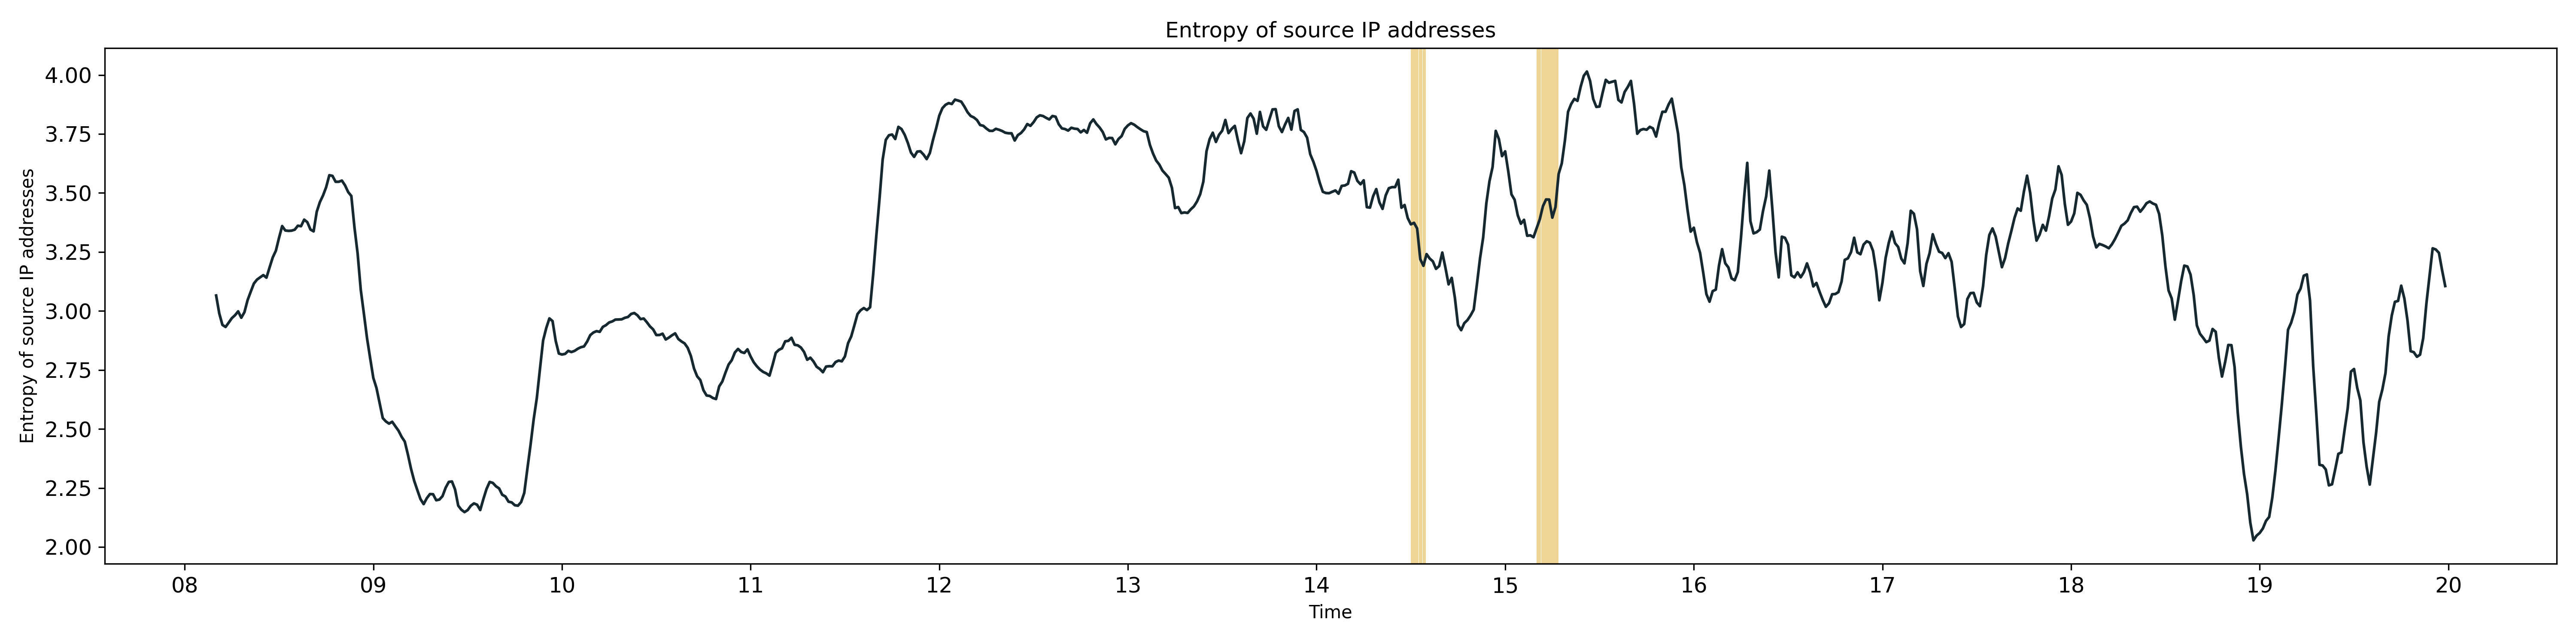 Entropy of source IP addresses
Entropy of source IP addresses
4.00
3.75
3.50
3.25
3.00
2.75
2.50
2.25
2.00
08 09 10 11 12 13 14 15 16 17 18 19 20
Time